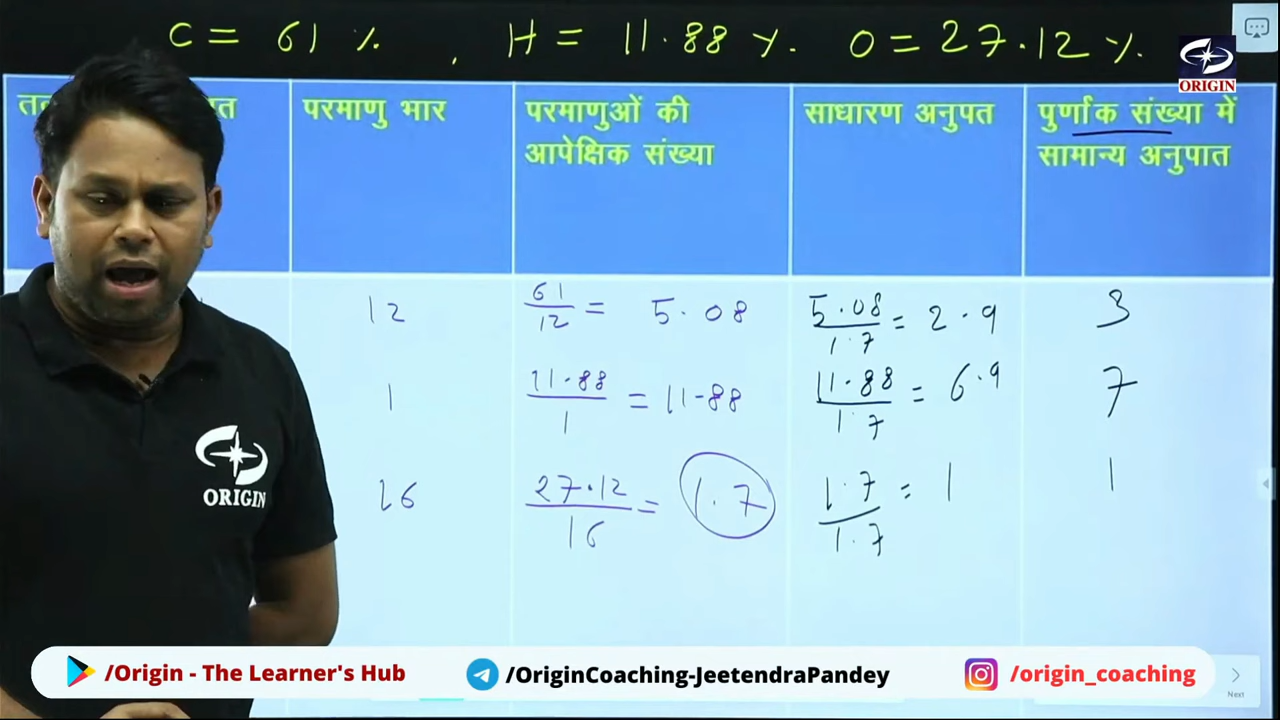 C = 61 %, H = 11.88 %. O = 27.12 %.
ORIGIN
परमाणु भार
परमाणुओं की
आपेक्षिक संख्या
साधारण अनुपत
पुर्णाक संख्या में
सामान्य अनुपात
12
61/12 = 5.08
5.08/1.7 = 2.9
3
1
11.88/1 = 11.88
11.88/1.7 = 6.9
7
16
27.12/16 = 1.7
1.7/1.7 = 1
1
ORIGIN
/Origin - The Learner's Hub
/OriginCoaching-JeetendraPandey
/origin_coaching
Next